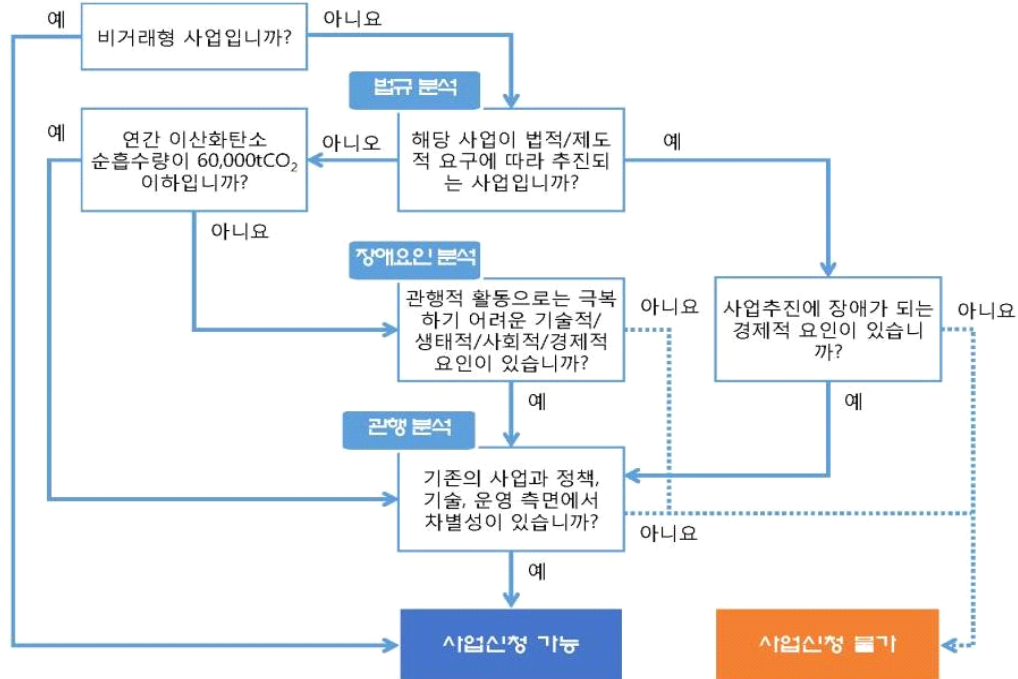 예
비거래형 사업입니까?
아니요
법규 분석
예
연간 이산화탄소
순흡수량이 60,000tCO₂
이하입니까?
아니오
해당 사업이 법적/제도
적 요구에 따라 추진되
는 사업입니까?
예
아니요
장애요인 분석
관행적 활동으로는 극복
하기 어려운 기술적/
생태적/사회적/경제적
요인이 있습니까?
아니요
사업추진에 장애가 되는
경제적 요인이 있습니
까?
아니요
예
예
관행 분석
기존의 사업과 정책,
기술, 운영 측면에서
차별성이 있습니까?
아니요
예
사업신청 가능
사업신청 불가